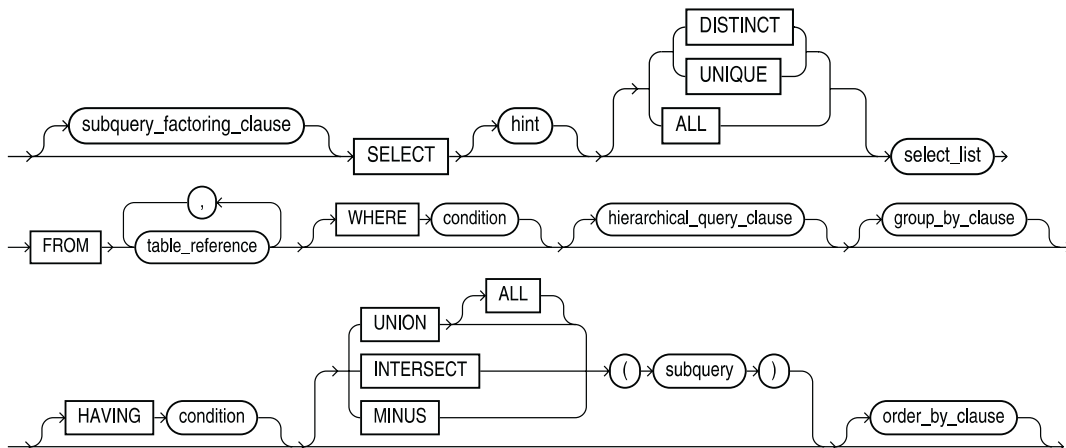 DISTINCT
UNIQUE
subquery_factoring_clause hint ALL
SELECT select_list
,
WHERE condition hierarchical_query_clause group_by_clause
FROM table_reference
ALL
UNION
INTERSECT ( subquery )
HAVING condition MINUS order_by_clause